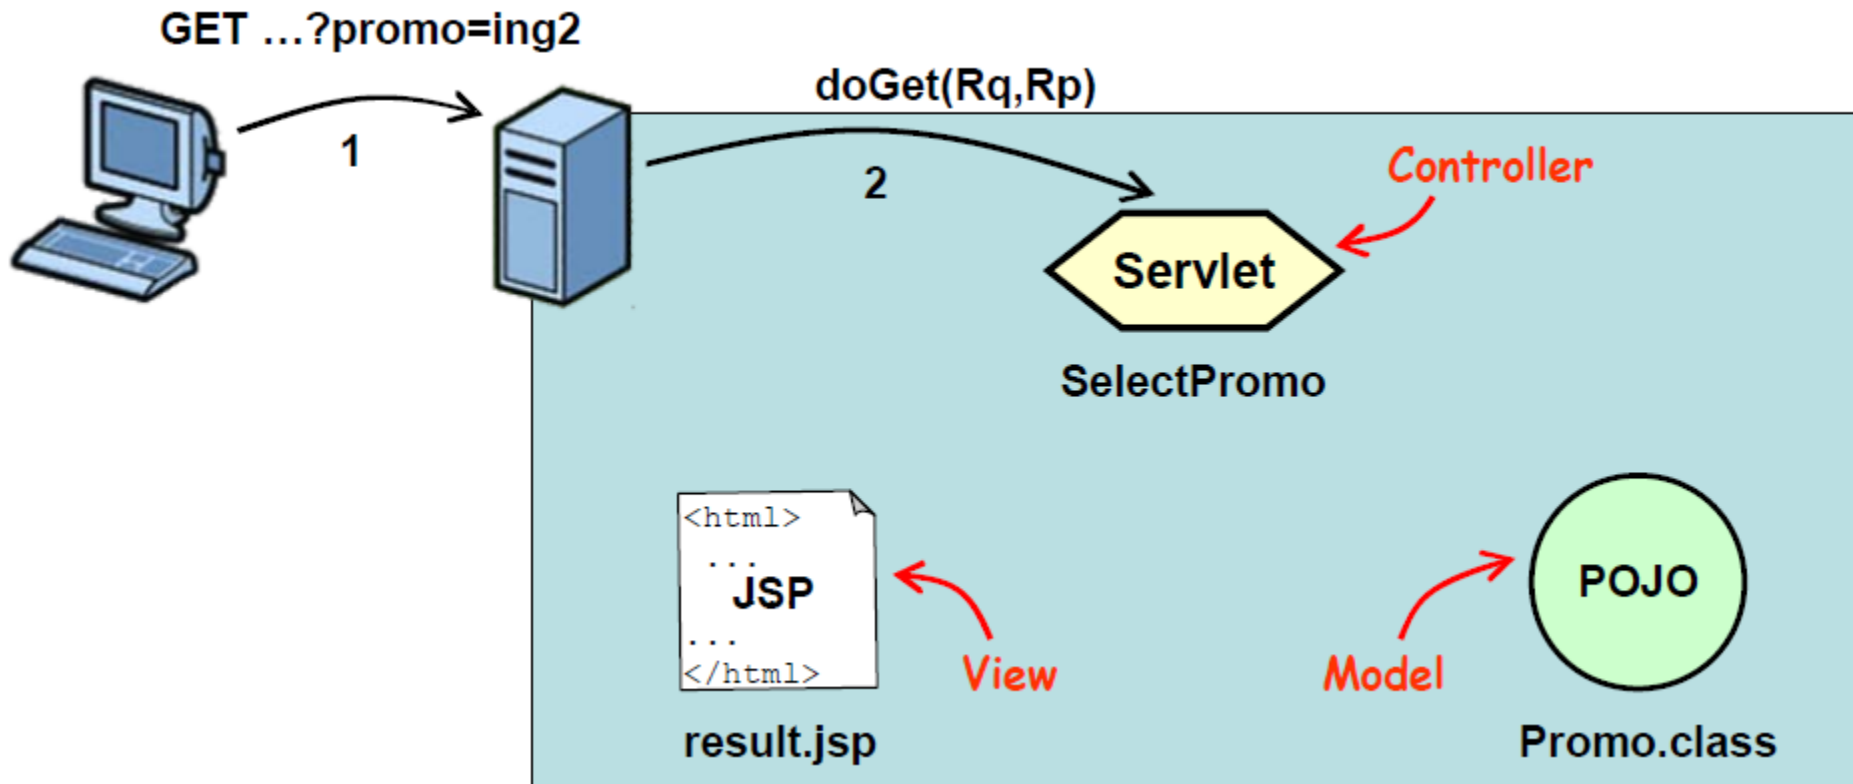 GET ...?promo=ing2
doGet(Rq,Rp)
1
2
Controller
Servlet
SelectPromo
<html>
...
JSP
...
</html>
View
Model
POJO
result.jsp
Promo.class